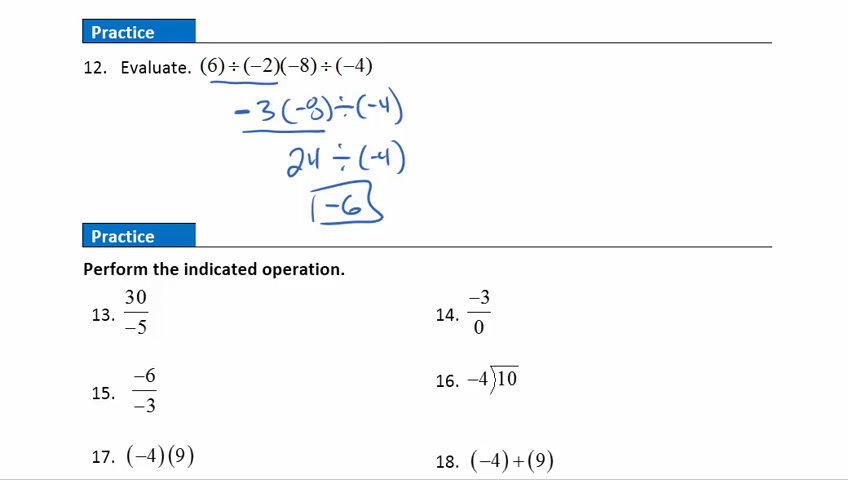 Practice
12. Evaluate. (6)÷(−2)(−8)÷(−4)
-3(-8)÷(-4)
24÷(-4)
-6
Practice
Perform the indicated operation.
13. 30/−5
14. −3/0
15. −6/−3
16. −4)10
17. (−4)(9)
18. (−4)+(9)